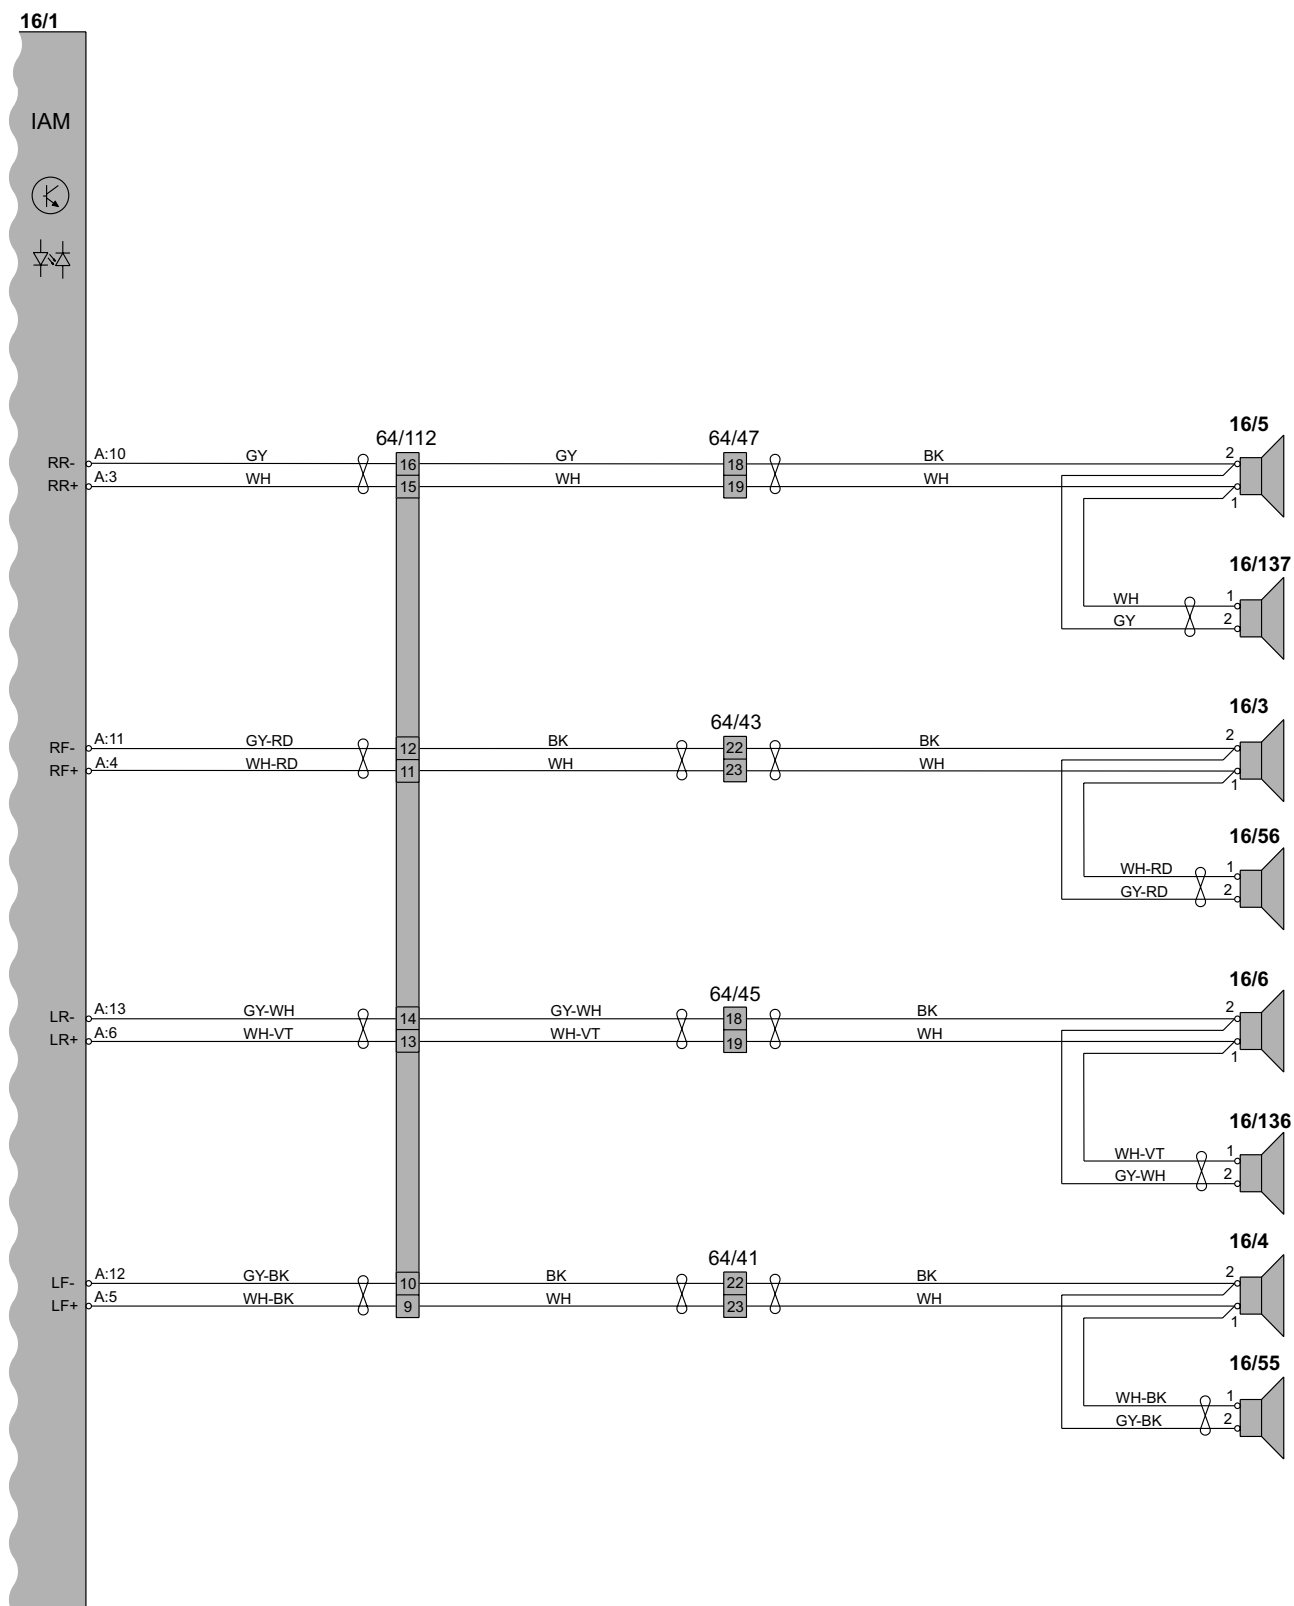 16/1
IAM
64/112
64/47
16/5
RR- A:10 GY 16 GY 18 BK 2
RR+ A:3 WH 15 WH 19 WH 1
16/137
WH 1
GY 2
64/43
16/3
RF- A:11 GY-RD 12 BK 22 BK 2
RF+ A:4 WH-RD 11 WH 23 WH 1
16/56
WH-RD 1
GY-RD 2
64/45
16/6
LR- A:13 GY-WH 14 GY-WH 18 BK 2
LR+ A:6 WH-VT 13 WH-VT 19 WH 1
16/136
WH-VT 1
GY-WH 2
64/41
16/4
LF- A:12 GY-BK 10 BK 22 BK 2
LF+ A:5 WH-BK 9 WH 23 WH 1
16/55
WH-BK 1
GY-BK 2